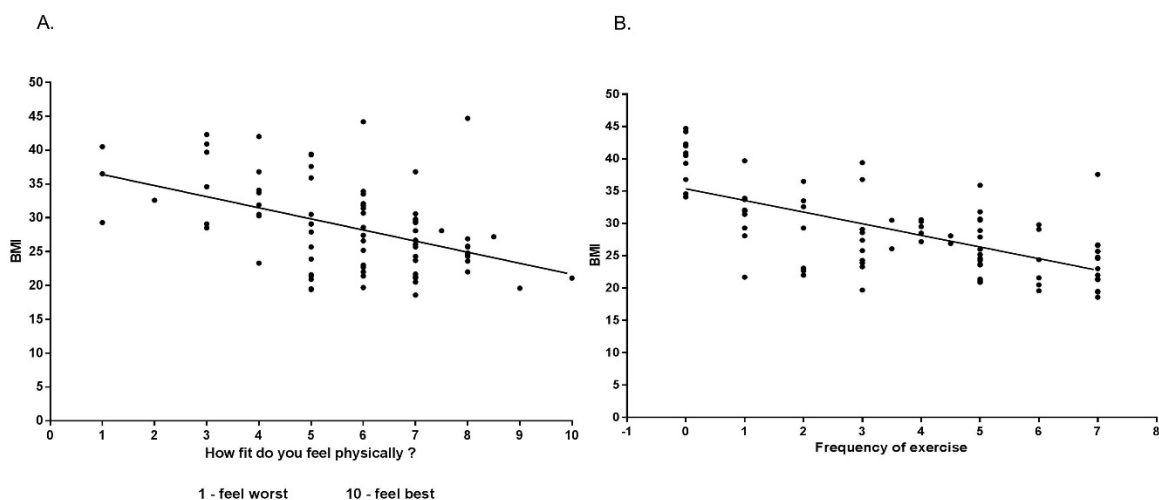 A.
B.
50
45
40
35
30
25
20
15
10
5
0
BMI
0 1 2 3 4 5 6 7 8 9 10
How fit do you feel physically ?
1 - feel worst 10 - feel best
50
45
40
35
30
25
20
15
10
5
0
BMI
-1 0 1 2 3 4 5 6 7 8
Frequency of exercise